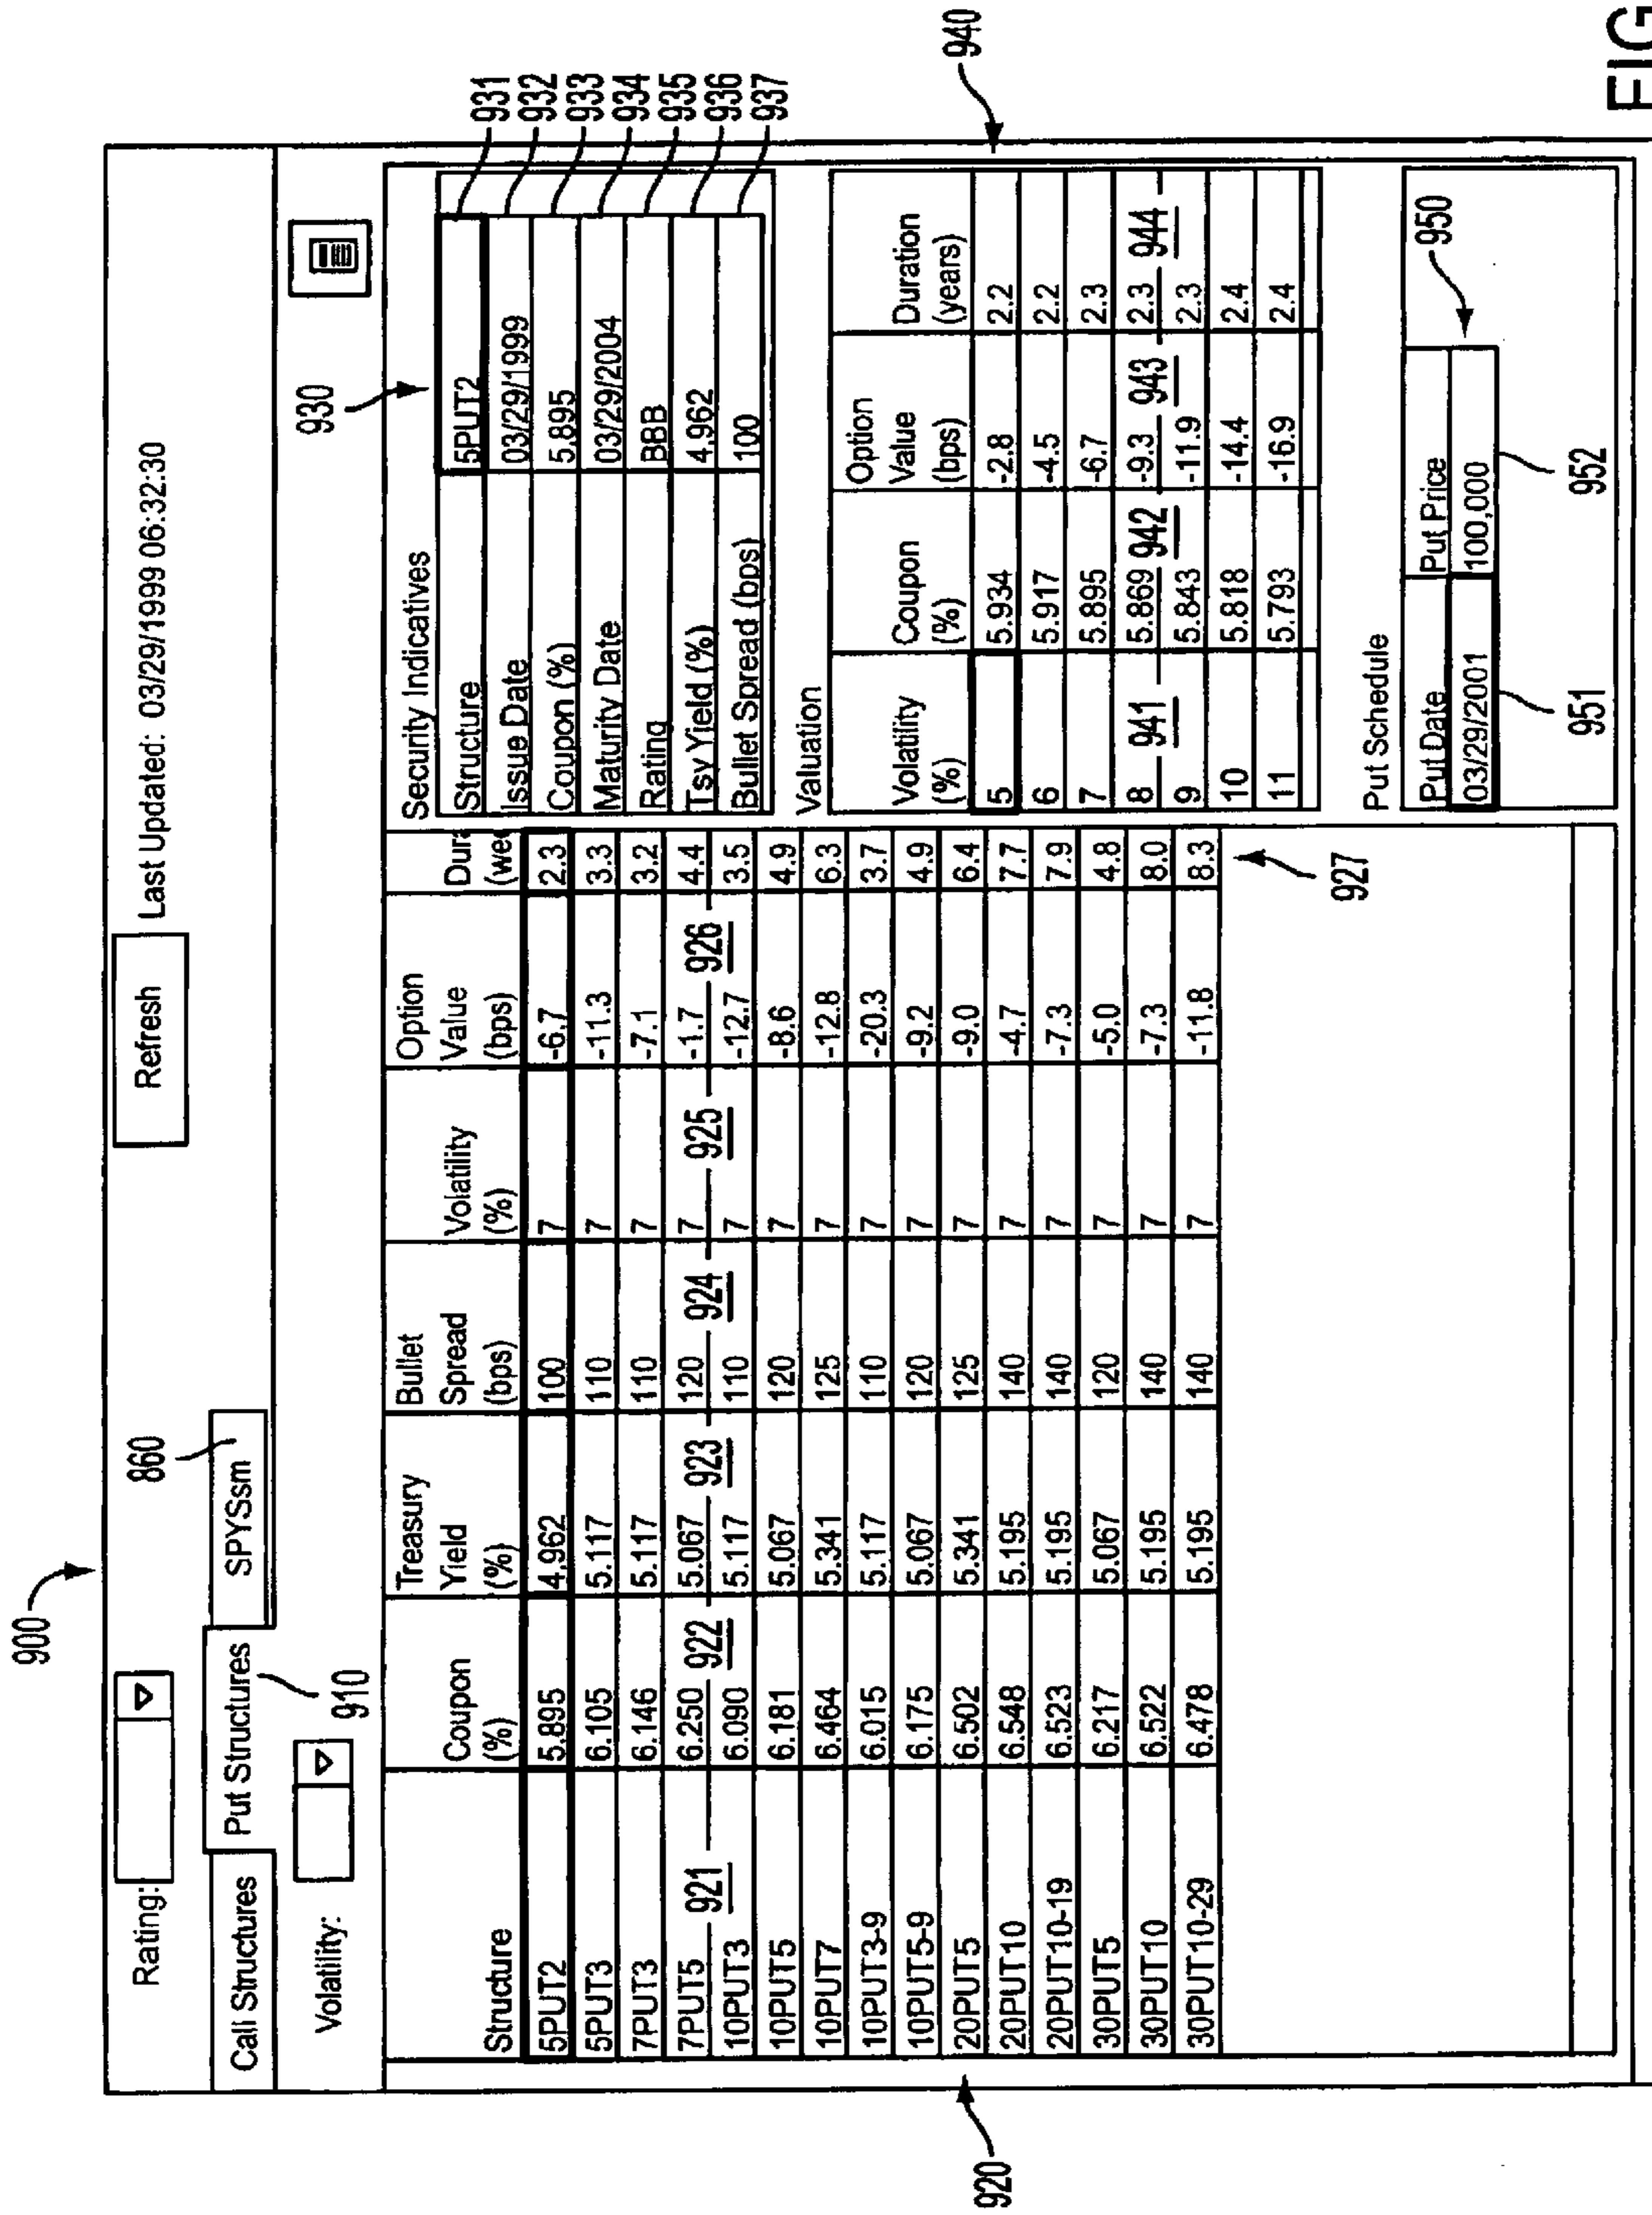 900
Rating:
Refresh
Last Updated: 03/29/1999 06:32:30
Call Structures
Put Structures
SPYSsm
860
910
Volatility:
930
Structure | Coupon (%) | Treasury Yield (%) | Bullet Spread (bps) | Volatility (%) | Option Value (bps) | Dura (wee
5PUT2 5.895 4.962 100 7 -6.7 2.3
5PUT3 6.105 5.117 110 7 -11.3 3.3
7PUT3 6.146 5.117 110 7 -7.1 3.2
7PUT5 6.250 5.067 120 7 -1.7 4.4
921 922 923 924 925 926
10PUT3 6.090 5.117 110 7 -12.7 3.5
10PUT5 6.181 5.067 120 7 -8.6 4.9
10PUT7 6.464 5.341 125 7 -12.8 6.3
10PUT3-9 6.015 5.117 110 7 -20.3 3.7
10PUT5-9 6.175 5.067 120 7 -9.2 4.9
20PUT5 6.502 5.341 125 7 -9.0 6.4
20PUT10 6.548 5.195 140 7 -4.7 7.7
20PUT10-19 6.523 5.195 140 7 -7.3 7.9
30PUT5 6.217 5.067 120 7 -5.0 4.8
30PUT10 6.522 5.195 140 7 -7.3 8.0
30PUT10-29 6.478 5.195 140 7 -11.8 8.3
920
927
Security Indicatives
Structure 5PUT2 931
Issue Date 03/29/1999 932
Coupon (%) 5.895 933
Maturity Date 03/29/2004 934
Rating BBB 935
Tsy Yield (%) 4.962 936
Bullet Spread (bps) 100 937
Valuation
940
Volatility (%) | Coupon (%) | Option Value (bps) | Duration (years)
5 5.934 -2.8 2.2
6 5.917 -4.5 2.2
7 5.895 -6.7 2.3
8 5.869 -9.3 2.3
941 942 943 944
9 5.843 -11.9 2.3
10 5.818 -14.4 2.4
11 5.793 -16.9 2.4
Put Schedule
Put Date Put Price
03/29/2001 100,000
950
951
952
FIG